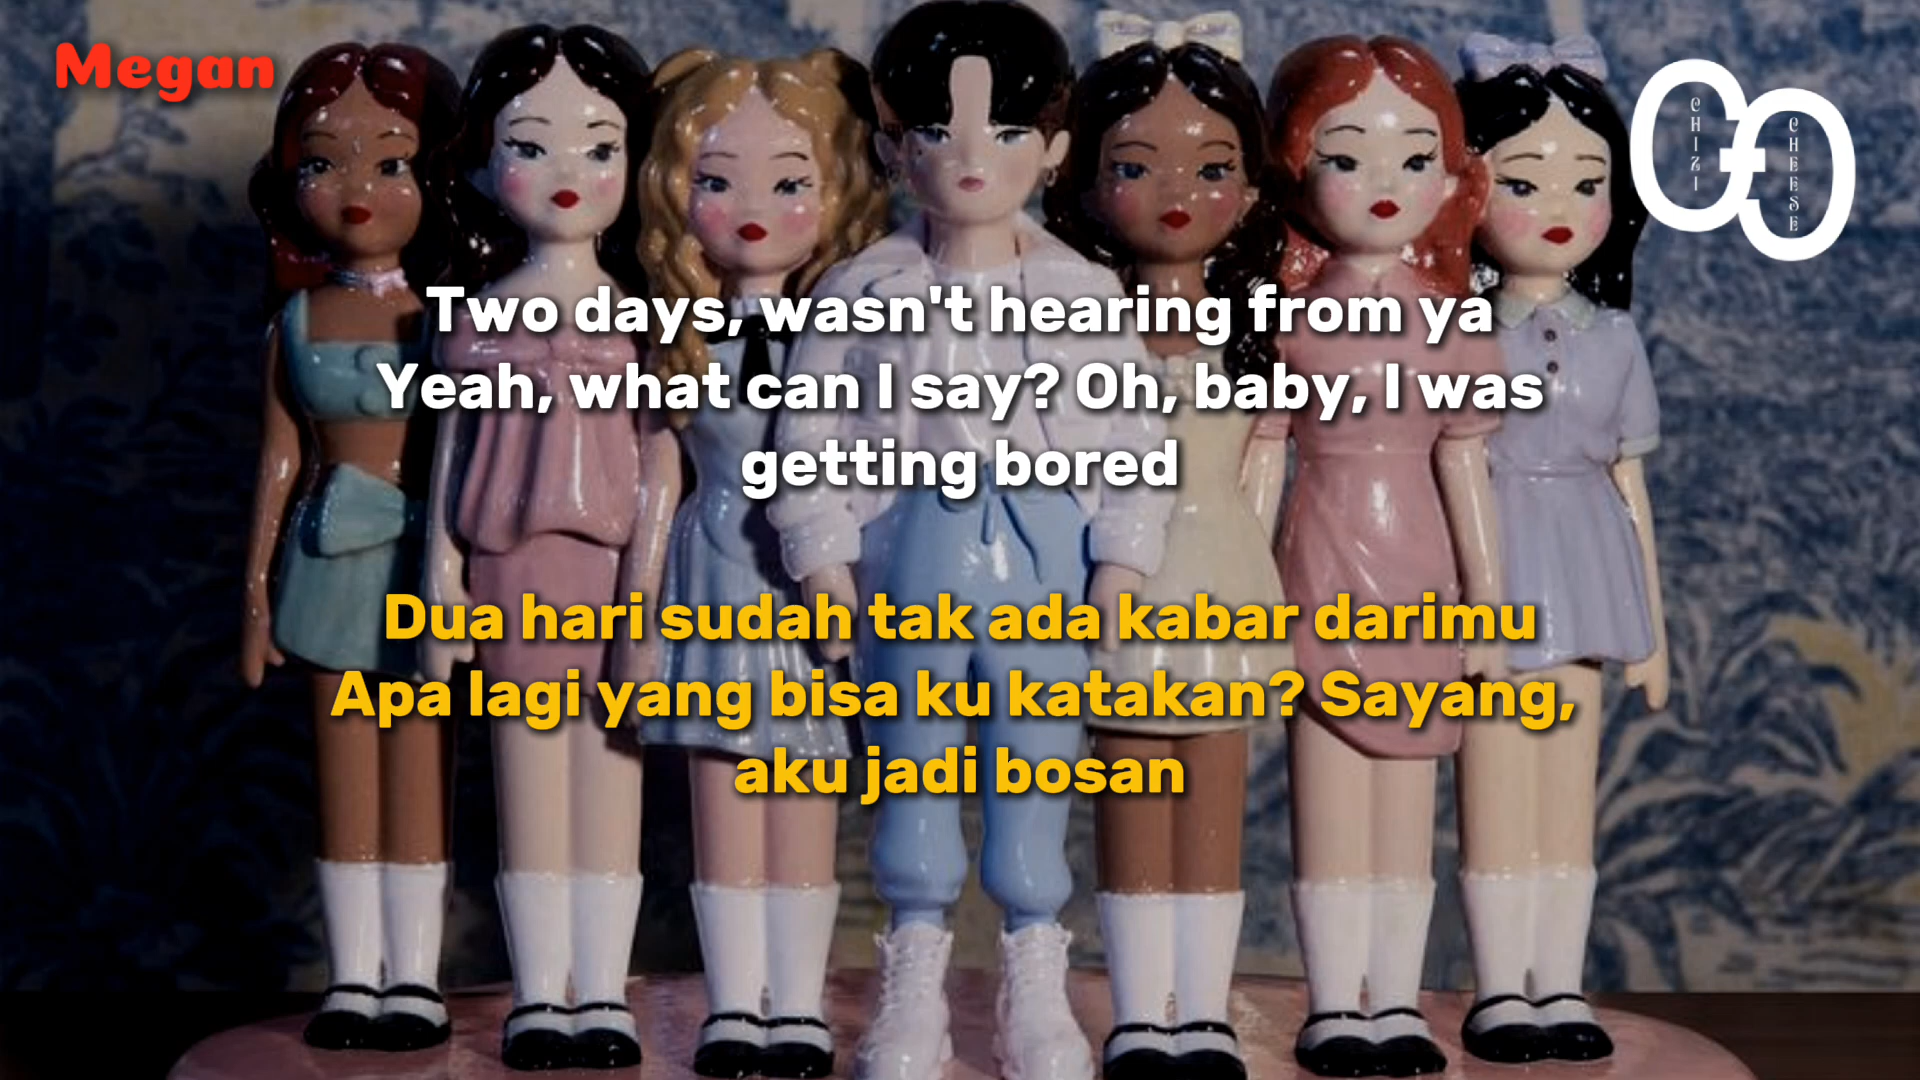 Megan
CHIZI
CHEESE
Two days, wasn't hearing from ya
Yeah, what can I say? Oh, baby, I was
getting bored
Dua hari sudah tak ada kabar darimu
Apa lagi yang bisa ku katakan? Sayang,
aku jadi bosan